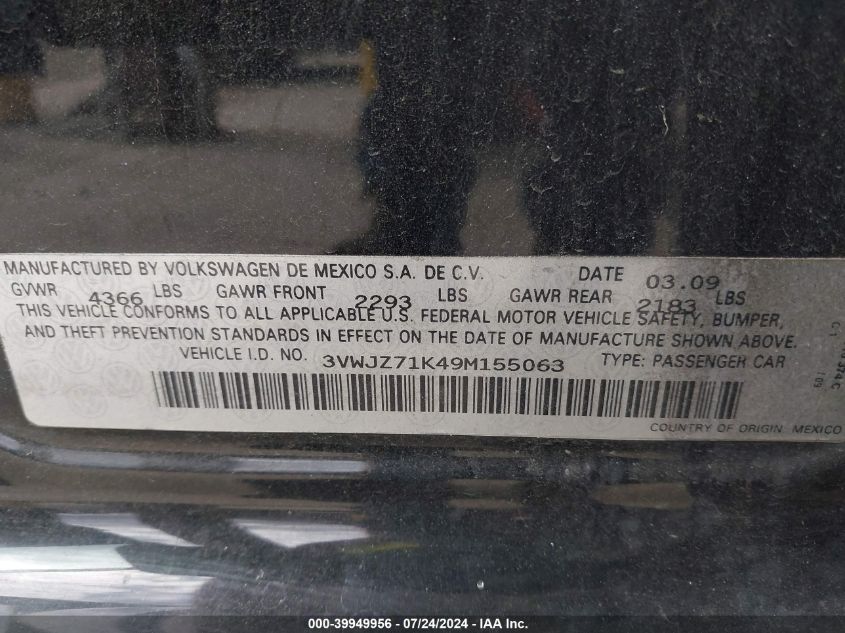 MANUFACTURED BY VOLKSWAGEN DE MEXICO S.A. DE C.V. DATE 03.09
GVWR 4366 LBS GAWR FRONT 2293 LBS GAWR REAR 2183 LBS
THIS VEHICLE CONFORMS TO ALL APPLICABLE U.S. FEDERAL MOTOR VEHICLE SAFETY, BUMPER,
AND THEFT PREVENTION STANDARDS IN EFFECT ON THE DATE OF MANUFACTURE SHOWN ABOVE.
VEHICLE I.D. NO. 3VWJZ71K49M155063 TYPE: PASSENGER CAR
COUNTRY OF ORIGIN MEXICO
000-39949956 - 07/24/2024 - IAA Inc.